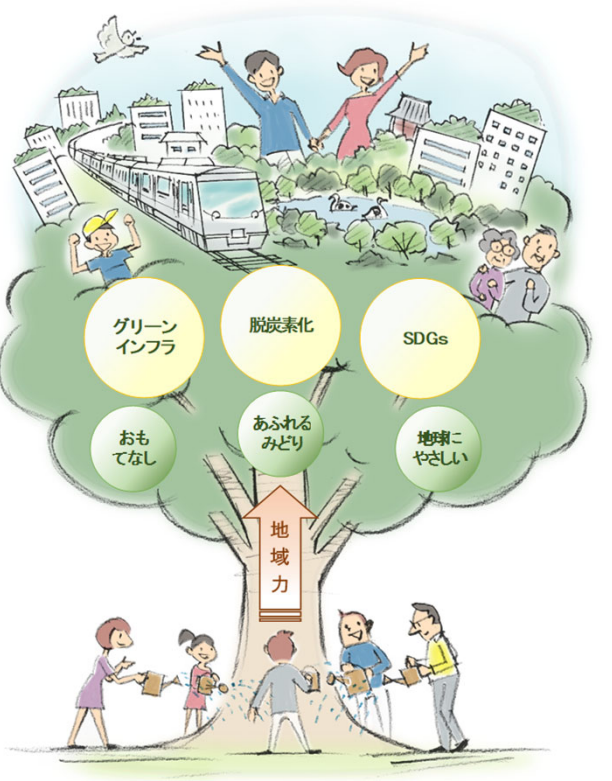 グリーン
インフラ
脱炭素化
SDGs
おも
てなし
あふれる
みどり
地球に
やさしい
地
域
力